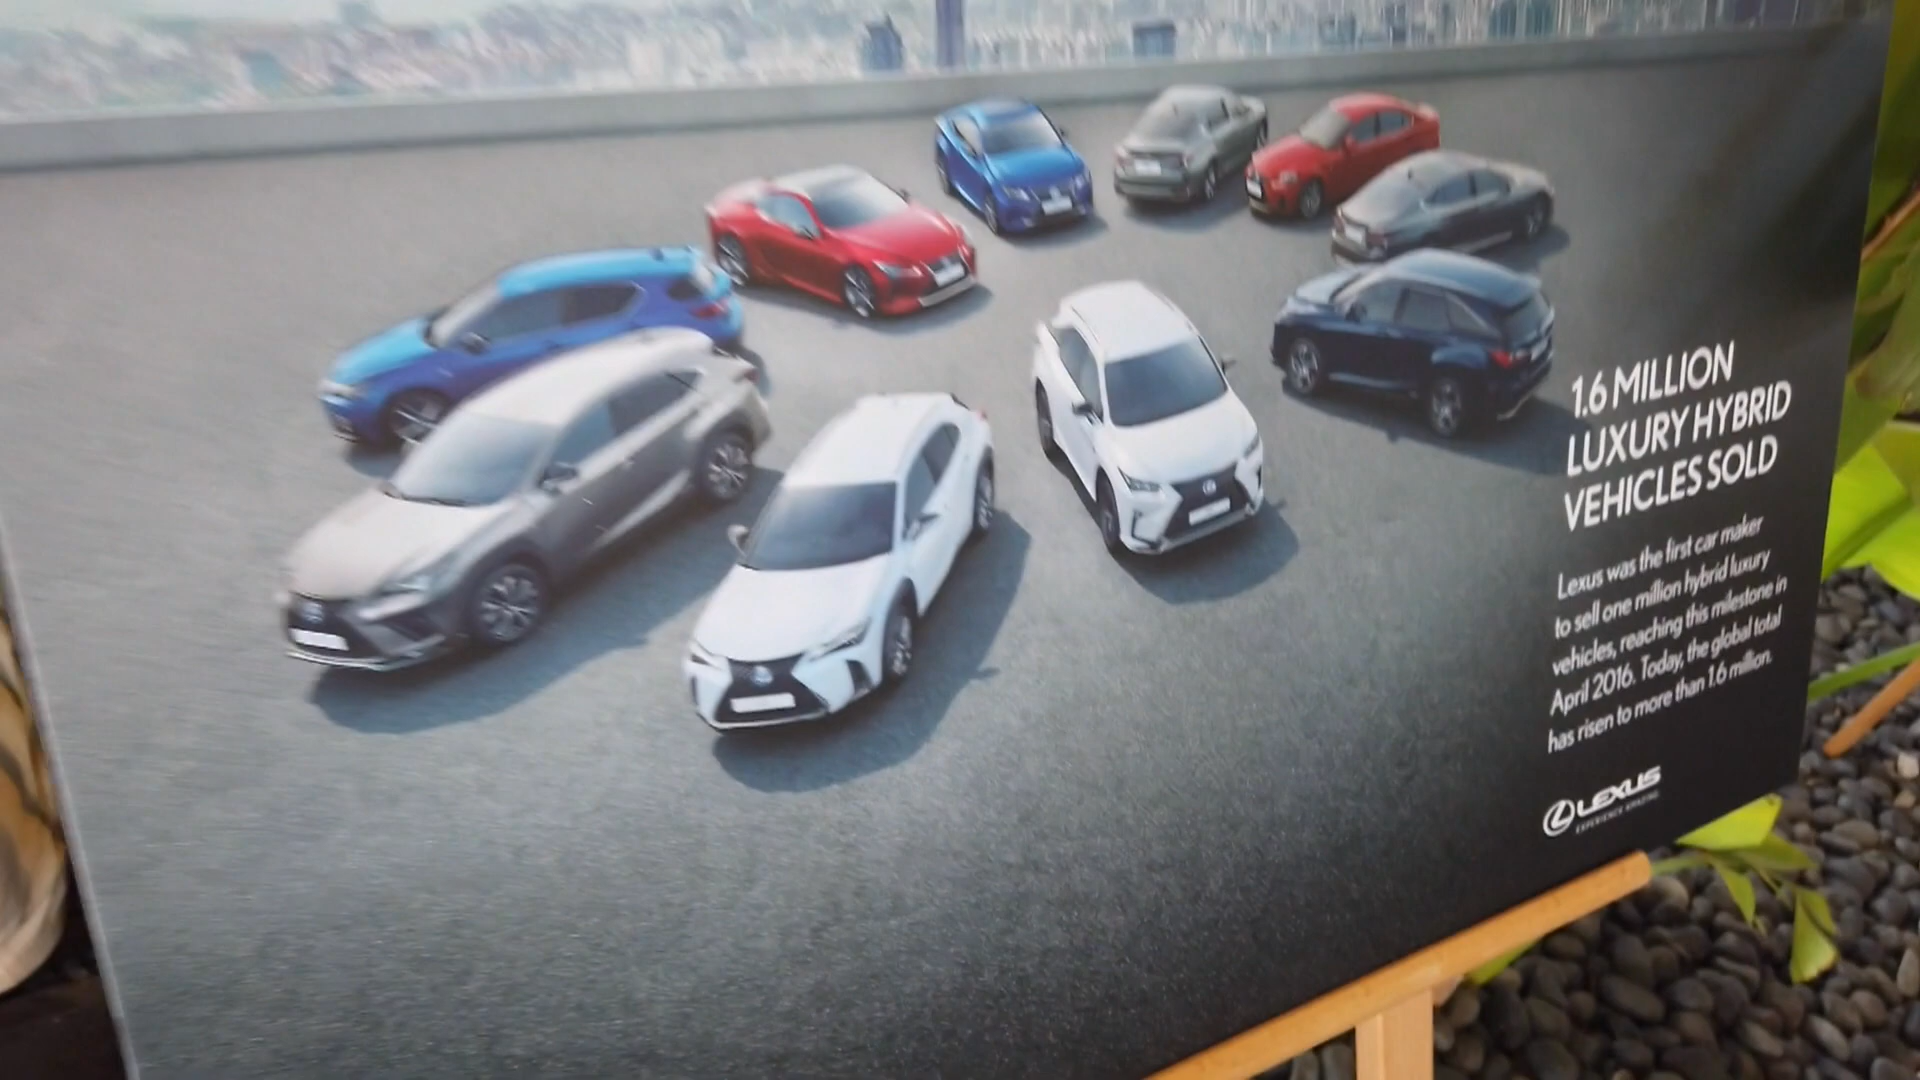 1.6 MILLION
LUXURY HYBRID
VEHICLES SOLD
Lexus was the first car maker
to sell one million hybrid luxury
vehicles, reaching this milestone in
April 2016. Today, the global total
has risen to more than 1.6 million.
LEXUS
EXPERIENCE AMAZING